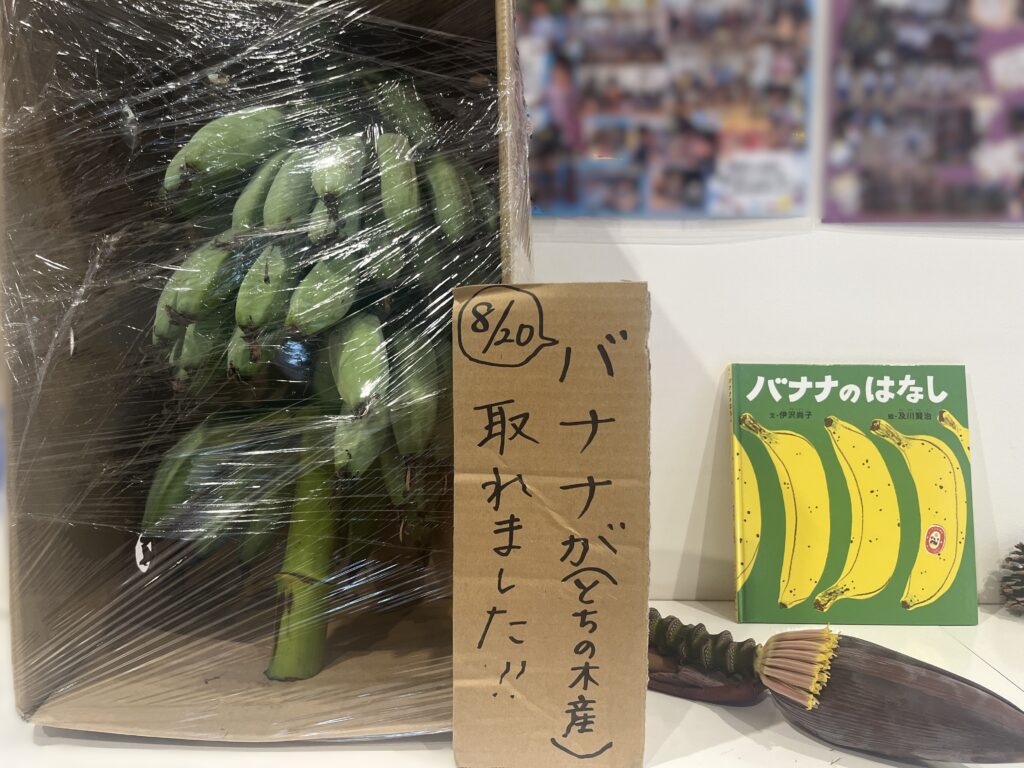 8/20
バナナが(とちの木産)
取れました!!
バナナのはなし
文・伊沢尚子
絵・及川賢治